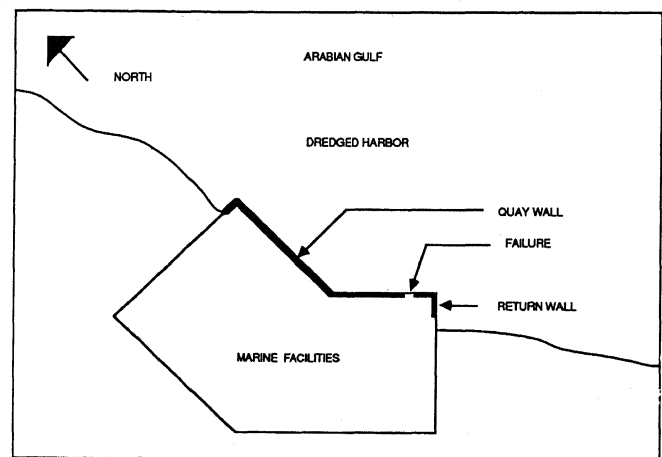 ARABIAN GULF
NORTH
DREDGED HARBOR
QUAY WALL
FAILURE
RETURN WALL
MARINE FACILITIES